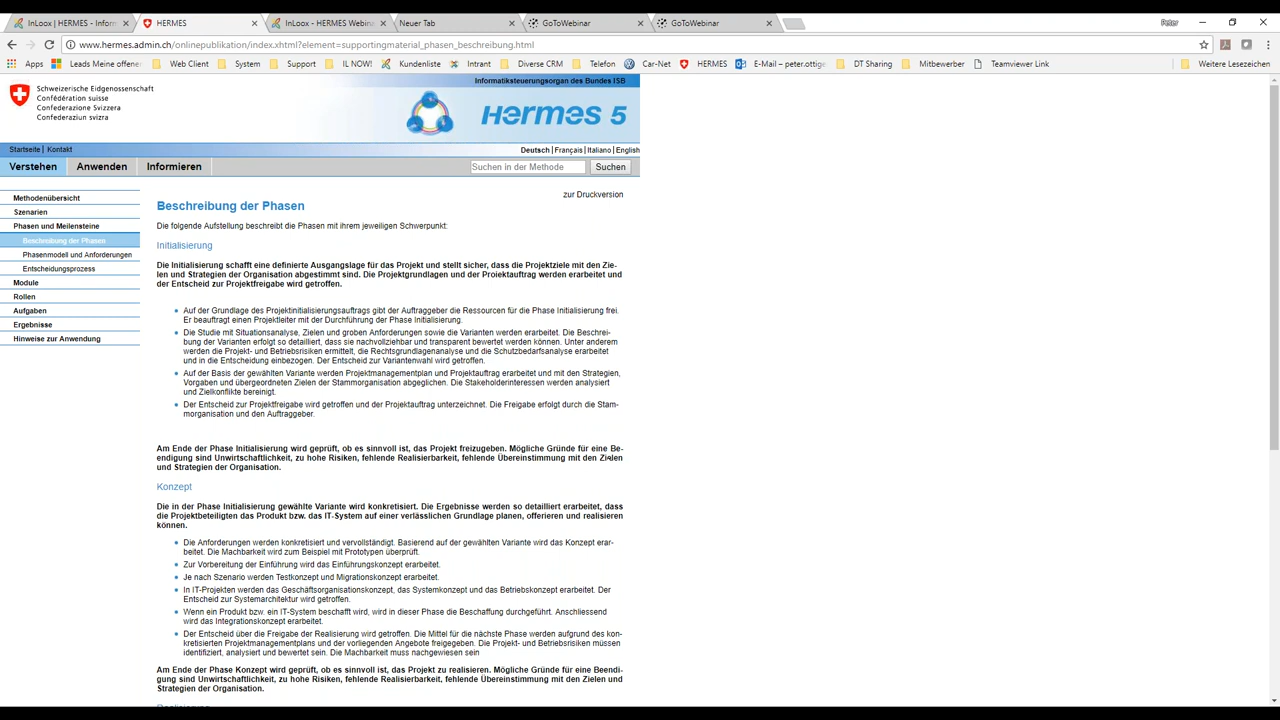 InLoox | HERMES - Inform
HERMES
InLoox - HERMES Webina
Neuer Tab
GoToWebinar
GoToWebinar
Peter
www.hermes.admin.ch/onlinepublikation/index.xhtml?element=supportingmaterial_phasen_beschreibung.html
Apps
Leads Meine offener
Web Client
System
Support
IL NOW!
Kundenliste
Intrant
Diverse CRM
Telefon
Car-Net
HERMES
E-Mail – peter.ottige
DT Sharing
Mitbewerber
Teamviewer Link
Weitere Lesezeichen
Informatiksteuerungsorgan des Bundes ISB
Schweizerische Eidgenossenschaft
Confédération suisse
Confederazione Svizzera
Confederaziun svizra
HERMES 5
Startseite | Kontakt
Deutsch | Français | Italiano | English
Verstehen
Anwenden
Informieren
Suchen in der Methode
Suchen
Methodenübersicht
Szenarien
Phasen und Meilensteine
Beschreibung der Phasen
Phasenmodell und Anforderungen
Entscheidungsprozess
Module
Rollen
Aufgaben
Ergebnisse
Hinweise zur Anwendung
zur Druckversion
Beschreibung der Phasen
Die folgende Aufstellung beschreibt die Phasen mit ihrem jeweiligen Schwerpunkt:
Initialisierung
Die Initialisierung schafft eine definierte Ausgangslage für das Projekt und stellt sicher, dass die Projektziele mit den Zie-
len und Strategien der Organisation abgestimmt sind. Die Projektgrundlagen und der Projektauftrag werden erarbeitet und
der Entscheid zur Projektfreigabe wird getroffen.
Auf der Grundlage des Projektinitialisierungsauftrags gibt der Auftraggeber die Ressourcen für die Phase Initialisierung frei.
Er beauftragt einen Projektleiter mit der Durchführung der Phase Initialisierung.
Die Studie mit Situationsanalyse, Zielen und groben Anforderungen sowie die Varianten werden erarbeitet. Die Beschrei-
bung der Varianten erfolgt so detailliert, dass sie nachvollziehbar und transparent bewertet werden können. Unter anderem
werden die Projekt- und Betriebsrisiken ermittelt, die Rechtsgrundlagenanalyse und die Schutzbedarfsanalyse erarbeitet
und in die Entscheidung einbezogen. Der Entscheid zur Variantenwahl wird getroffen.
Auf der Basis der gewählten Variante werden Projektmanagementplan und Projektauftrag erarbeitet und mit den Strategien,
Vorgaben und übergeordneten Zielen der Stammorganisation abgeglichen. Die Stakeholderinteressen werden analysiert
und Zielkonflikte bereinigt.
Der Entscheid zur Projektfreigabe wird getroffen und der Projektauftrag unterzeichnet. Die Freigabe erfolgt durch die Stam-
morganisation und den Auftraggeber.
Am Ende der Phase Initialisierung wird geprüft, ob es sinnvoll ist, das Projekt freizugeben. Mögliche Gründe für eine Be-
endigung sind Unwirtschaftlichkeit, zu hohe Risiken, fehlende Realisierbarkeit, fehlende Übereinstimmung mit den Zielen
und Strategien der Organisation.
Konzept
Die in der Phase Initialisierung gewählte Variante wird konkretisiert. Die Ergebnisse werden so detailliert erarbeitet, dass
die Projektbeteiligten das Produkt bzw. das IT-System auf einer verlässlichen Grundlage planen, offerieren und realisieren
können.
Die Anforderungen werden konkretisiert und vervollständigt. Basierend auf der gewählten Variante wird das Konzept erar-
beitet. Die Machbarkeit wird zum Beispiel mit Prototypen überprüft.
Zur Vorbereitung der Einführung wird das Einführungskonzept erarbeitet.
Je nach Szenario werden Testkonzept und Migrationskonzept erarbeitet.
In IT-Projekten werden das Geschäftsorganisationskonzept, das Systemkonzept und das Betriebskonzept erarbeitet. Der
Entscheid zur Systemarchitektur wird getroffen.
Wenn ein Produkt bzw. ein IT-System beschafft wird, wird in dieser Phase die Beschaffung durchgeführt. Anschliessend
wird das Integrationskonzept erarbeitet.
Der Entscheid über die Freigabe der Realisierung wird getroffen. Die Mittel für die nächste Phase werden aufgrund des kon-
kretisierten Projektmanagementplans und der vorliegenden Angebote freigegeben. Die Projekt- und Betriebsrisiken müssen
identifiziert, analysiert und bewertet sein. Die Machbarkeit muss nachgewiesen sein
Am Ende der Phase Konzept wird geprüft, ob es sinnvoll ist, das Projekt zu realisieren. Mögliche Gründe für eine Beendi-
gung sind Unwirtschaftlichkeit, zu hohe Risiken, fehlende Realisierbarkeit, fehlende Übereinstimmung mit den Zielen und
Strategien der Organisation.